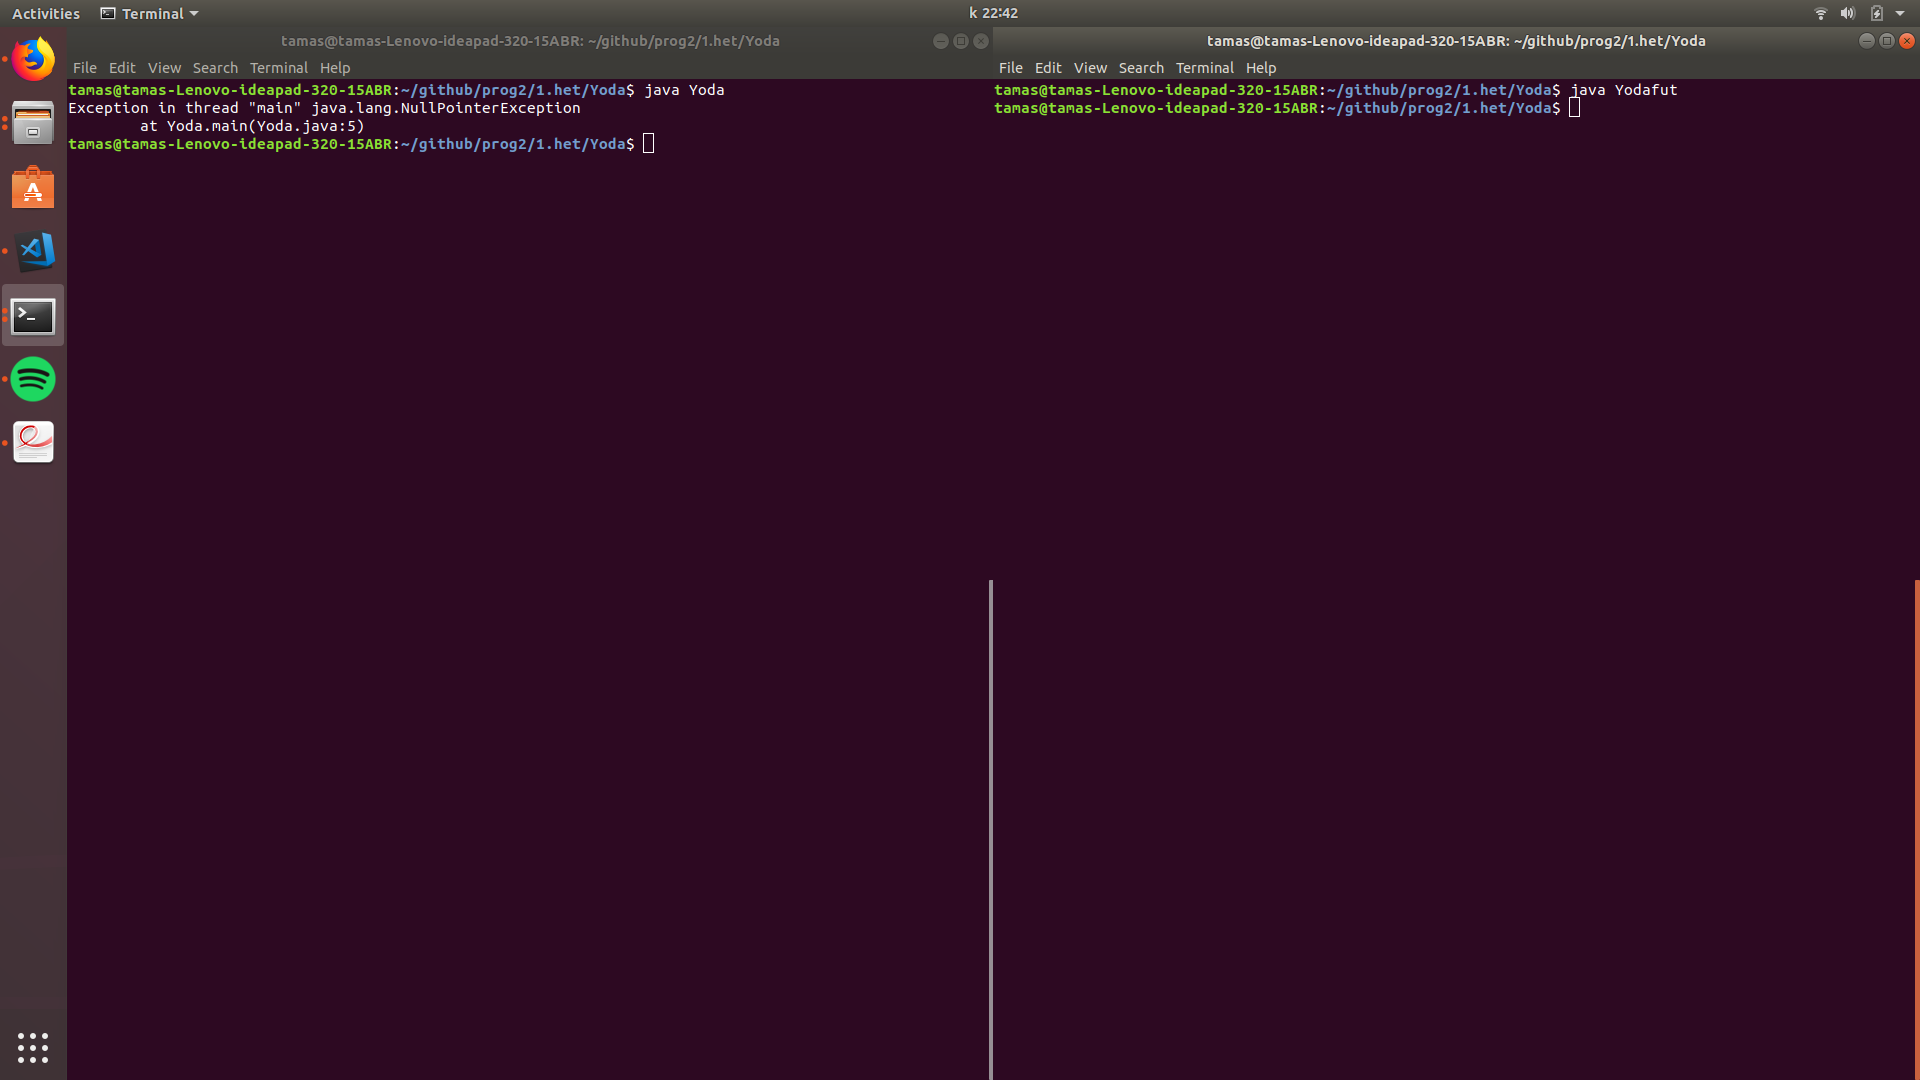 Activities Terminal k 22:42
tamas@tamas-Lenovo-ideapad-320-15ABR: ~/github/prog2/1.het/Yoda
File Edit View Search Terminal Help
tamas@tamas-Lenovo-ideapad-320-15ABR:~/github/prog2/1.het/Yoda$ java Yoda
Exception in thread "main" java.lang.NullPointerException
        at Yoda.main(Yoda.java:5)
tamas@tamas-Lenovo-ideapad-320-15ABR:~/github/prog2/1.het/Yoda$
tamas@tamas-Lenovo-ideapad-320-15ABR: ~/github/prog2/1.het/Yoda
File Edit View Search Terminal Help
tamas@tamas-Lenovo-ideapad-320-15ABR:~/github/prog2/1.het/Yoda$ java Yodafut
tamas@tamas-Lenovo-ideapad-320-15ABR:~/github/prog2/1.het/Yoda$